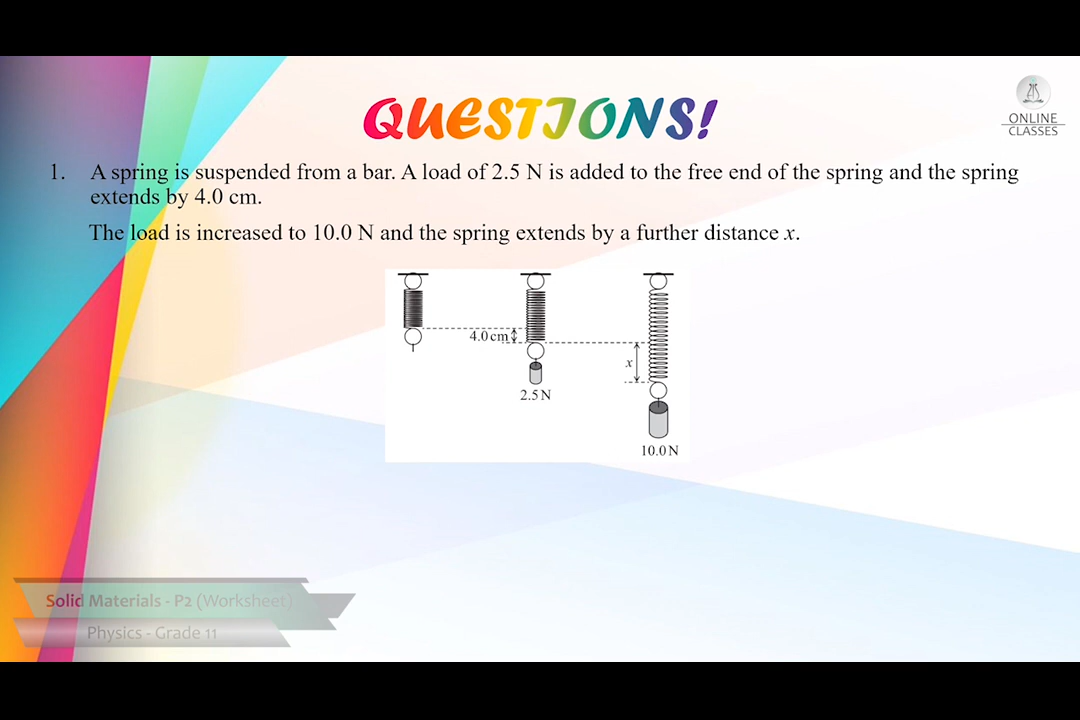 QUESTIONS!
ONLINE
CLASSES
1. A spring is suspended from a bar. A load of 2.5 N is added to the free end of the spring and the spring
extends by 4.0 cm.
The load is increased to 10.0 N and the spring extends by a further distance x.
4.0 cm
x
2.5 N
10.0 N
Solid Materials - P2 (Worksheet)
Physics - Grade 11